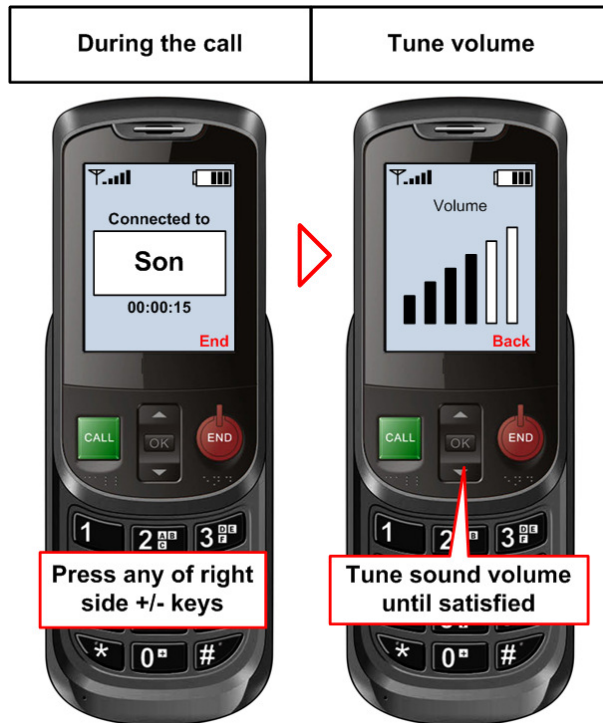 During the call
Tune volume
Connected to
Son
00:00:15
End
CALL
OK
END
1
2 A B C
3 D E F
Press any of right
side +/- keys
*
0
#
Volume
Back
CALL
OK
END
1
2 B
3 D E F
Tune sound volume
until satisfied
*
0
#